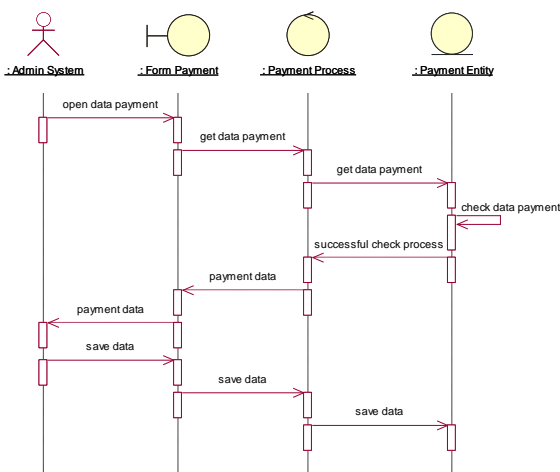 : Admin System
: Form Payment
: Payment Process
: Payment Entity
open data payment
get data payment
get data payment
check data payment
successful check process
payment data
payment data
save data
save data
save data